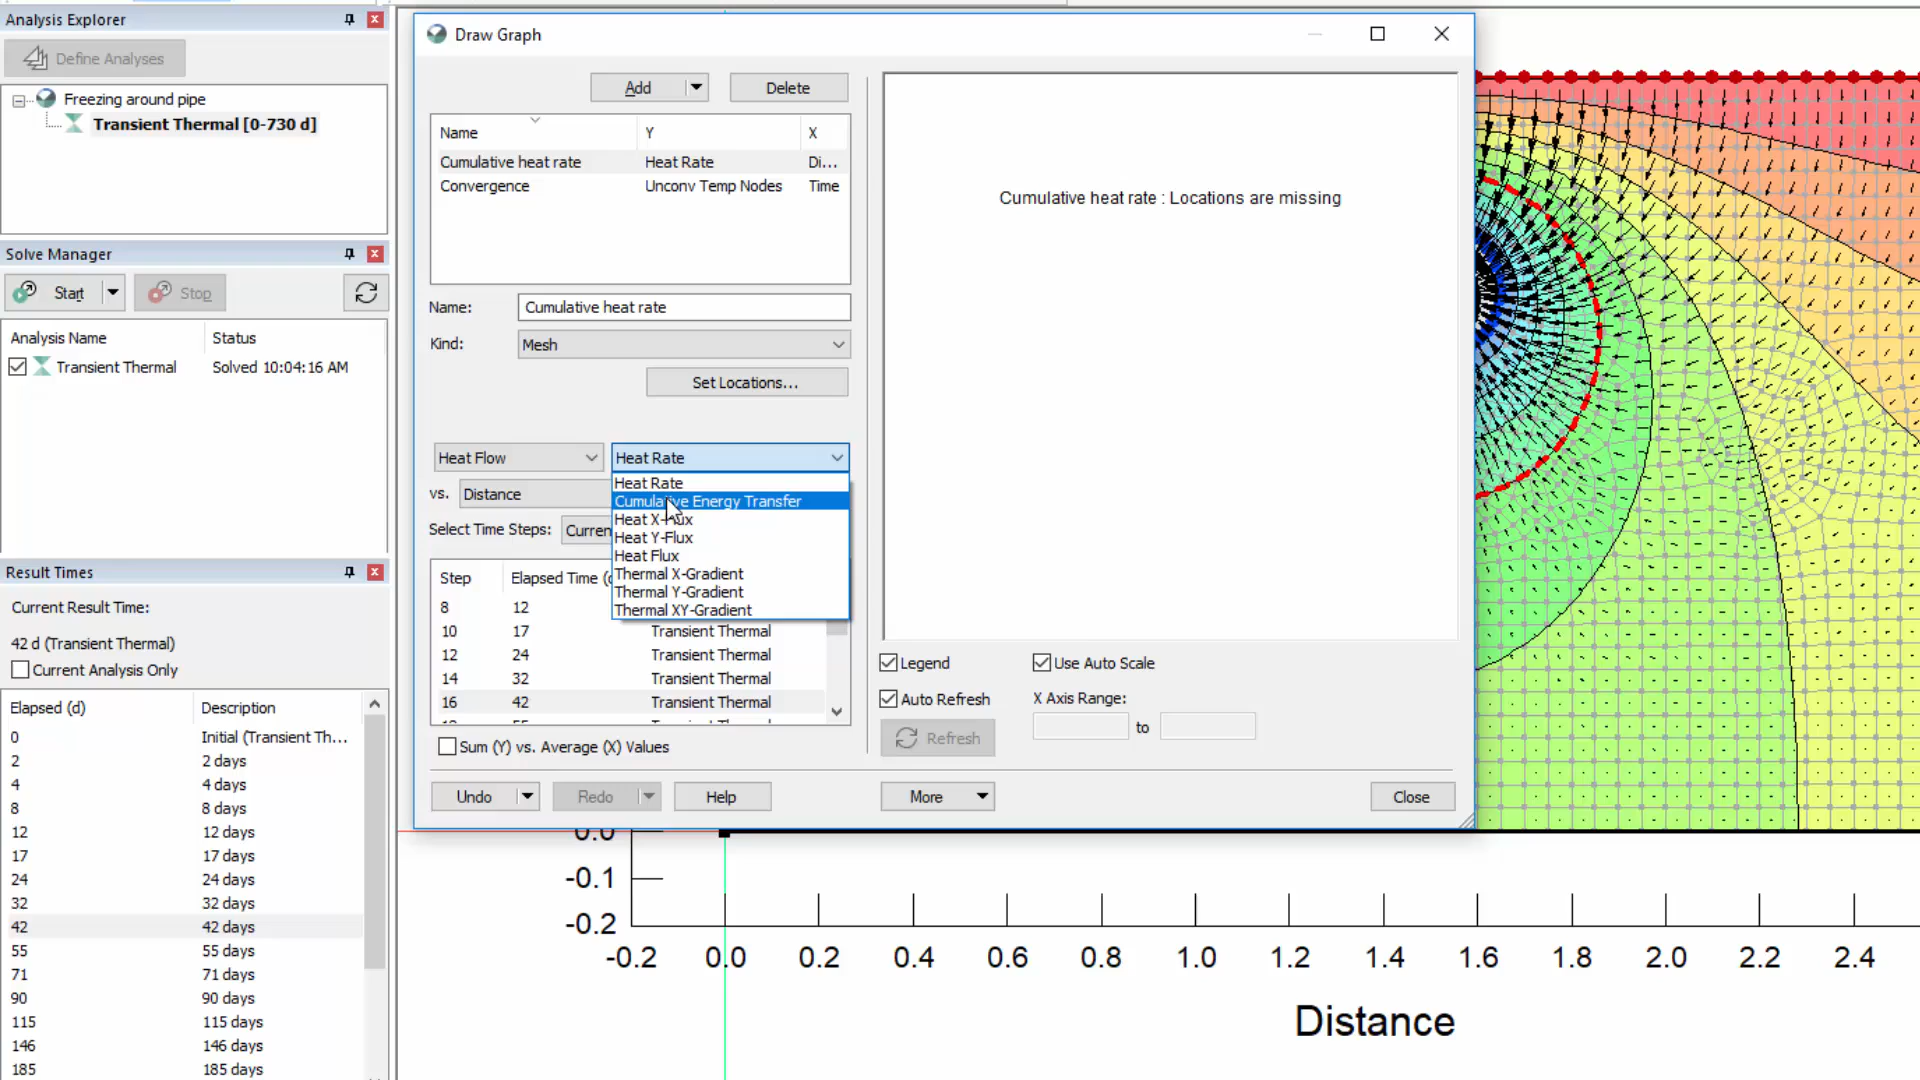 Analysis Explorer
Define Analyses
Freezing around pipe
Transient Thermal [0-730 d]
Solve Manager
Start
Stop
Analysis Name Status
Transient Thermal Solved 10:04:16 AM
Result Times
Current Result Time:
42 d (Transient Thermal)
Current Analysis Only
Elapsed (d) Description
0 Initial (Transient Th...
2 2 days
4 4 days
8 8 days
12 12 days
17 17 days
24 24 days
32 32 days
42 42 days
55 55 days
71 71 days
90 90 days
115 115 days
146 146 days
185 185 days
Draw Graph
Add Delete
Name Y X
Cumulative heat rate Heat Rate Di...
Convergence Unconv Temp Nodes Time
Name: Cumulative heat rate
Kind: Mesh
Set Locations...
Heat Flow Heat Rate
Heat Rate
Cumulative Energy Transfer
Heat X-Flux
Heat Y-Flux
Heat Flux
Thermal X-Gradient
Thermal Y-Gradient
Thermal XY-Gradient
vs. Distance
Select Time Steps: Curren
Step Elapsed Time (
8 12
10 17 Transient Thermal
12 24 Transient Thermal
14 32 Transient Thermal
16 42 Transient Thermal
Sum (Y) vs. Average (X) Values
Undo Redo Help
Cumulative heat rate : Locations are missing
Legend Use Auto Scale
Auto Refresh X Axis Range:
Refresh to
More Close
0.0
-0.1
-0.2
-0.2 0.0 0.2 0.4 0.6 0.8 1.0 1.2 1.4 1.6 1.8 2.0 2.2 2.4
Distance